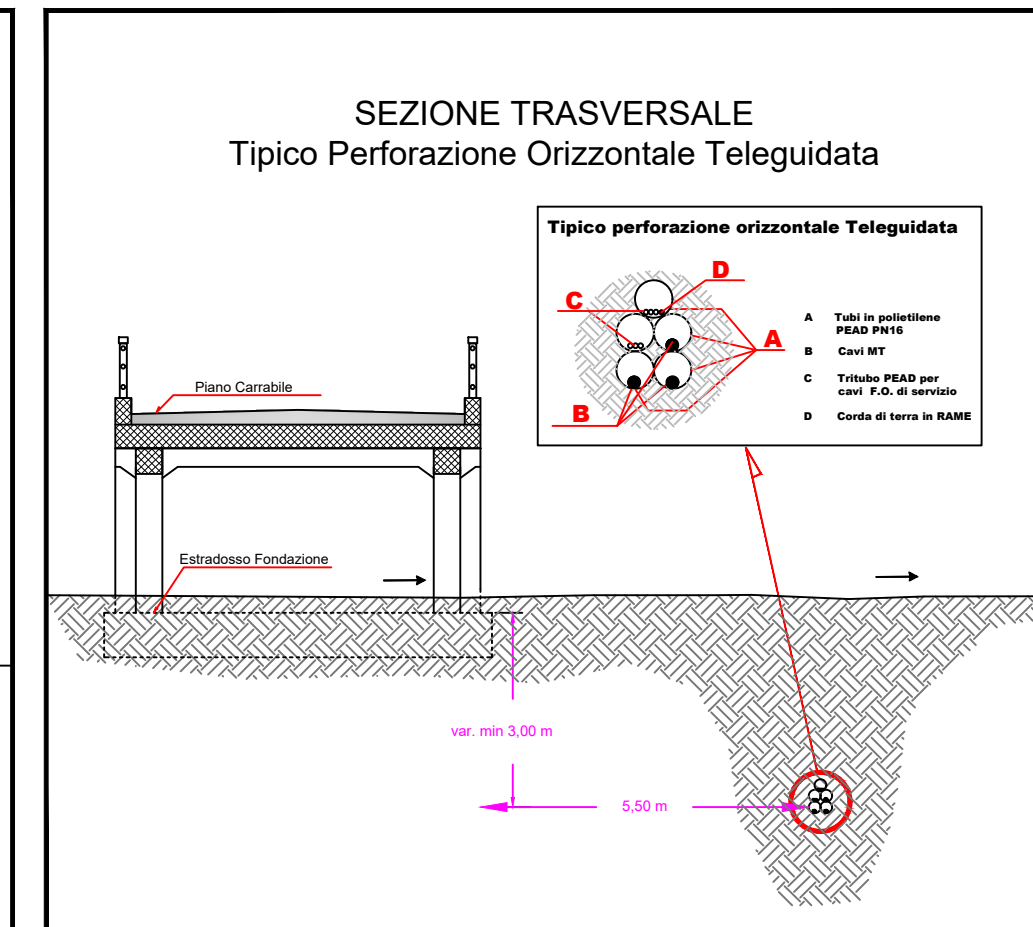 SEZIONE TRASVERSALE
Tipico Perforazione Orizzontale Teleguidata
Tipico perforazione orizzontale Teleguidata
D
C
A
B
A Tubi in polietilene
PEAD PN16
B Cavi MT
C Tritubo PEAD per
cavi F.O. di servizio
D Corda di terra in RAME
Piano Carrabile
Estradosso Fondazione
var. min 3,00 m
5,50 m